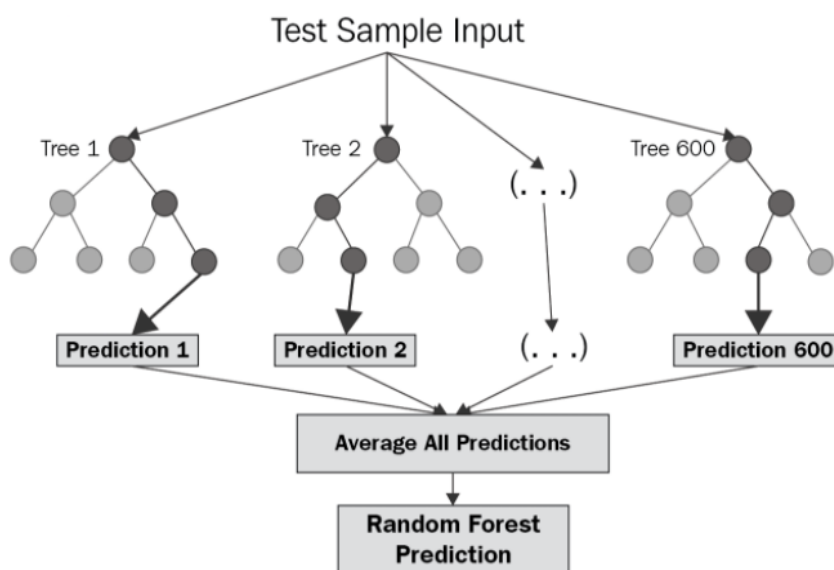 Test Sample Input
Tree 1
Tree 2
Tree 600
(. . .)
Prediction 1
Prediction 2
(. . .)
Prediction 600
Average All Predictions
Random Forest
Prediction